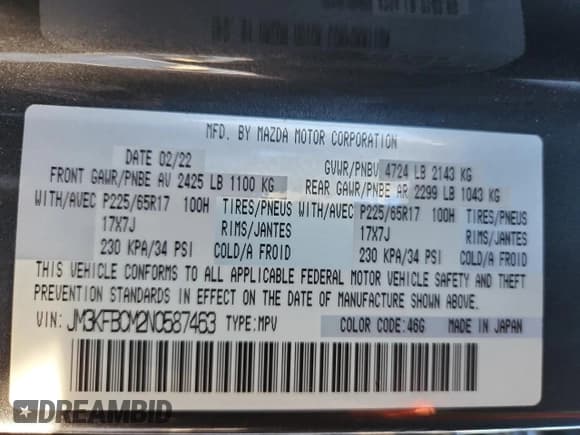 MFD. BY MAZDA MOTOR CORPORATION
DATE 02/22 GVWR/PNBV 4724 LB 2143 KG
FRONT GAWR/PNBE AV 2425 LB 1100 KG REAR GAWR/PNBE AR 2299 LB 1043 KG
WITH/AVEC P225/65R17 100H TIRES/PNEUS WITH/AVEC P225/65R17 100H TIRES/PNEUS
17X7J RIMS/JANTES 17X7J RIMS/JANTES
230 KPA/34 PSI COLD/A FROID 230 KPA/34 PSI COLD/A FROID
THIS VEHICLE CONFORMS TO ALL APPLICABLE FEDERAL MOTOR VEHICLE SAFETY AND THEFT
PREVENTION STANDARDS IN EFFECT ON THE DATE OF MANUFACTURE SHOWN ABOVE.
VIN: JM3KFBCM2N0587463 TYPE: MPV COLOR CODE: 46G MADE IN JAPAN
DREAMBID